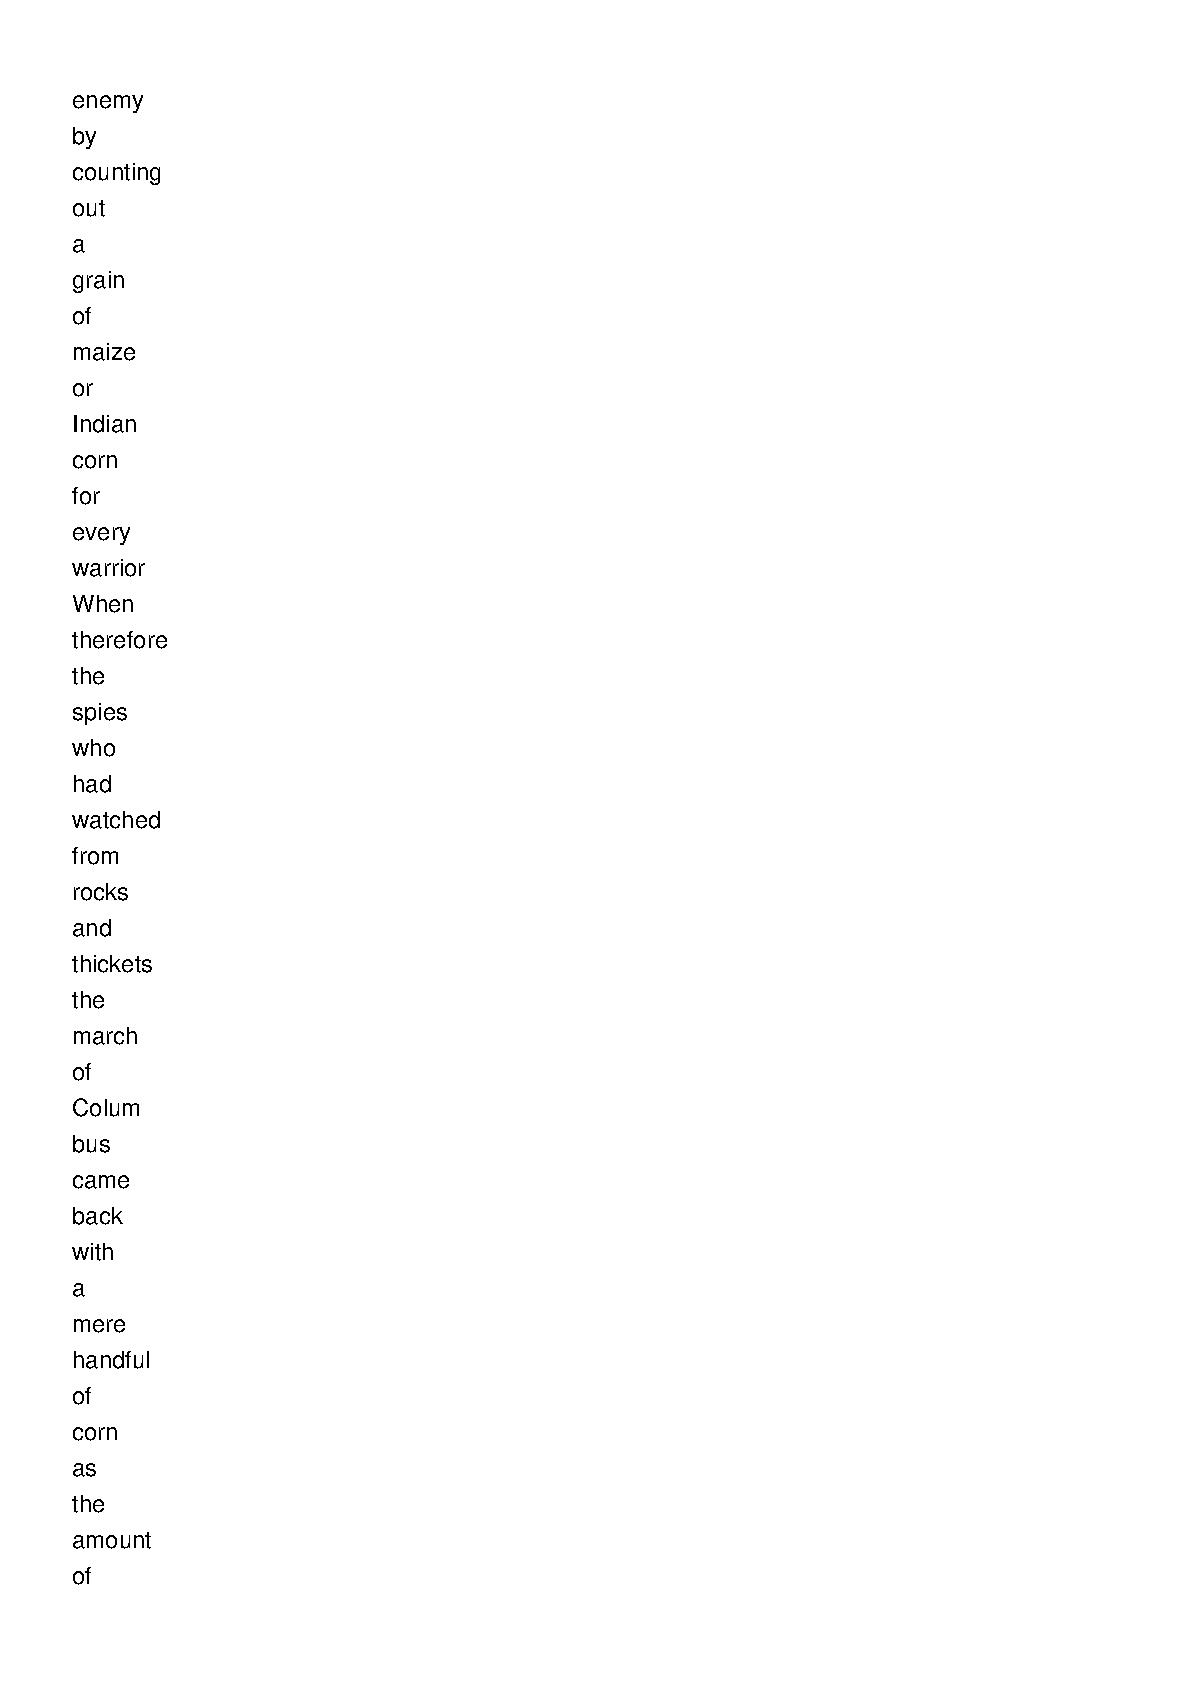 enemy
by
counting
out
a
grain
of
maize
or
Indian
corn
for
every
warrior
When
therefore
the
spies
who
had
watched
from
rocks
and
thickets
the
march
of
Colum
bus
came
back
with
a
mere
handful
of
corn
as
the
amount
of